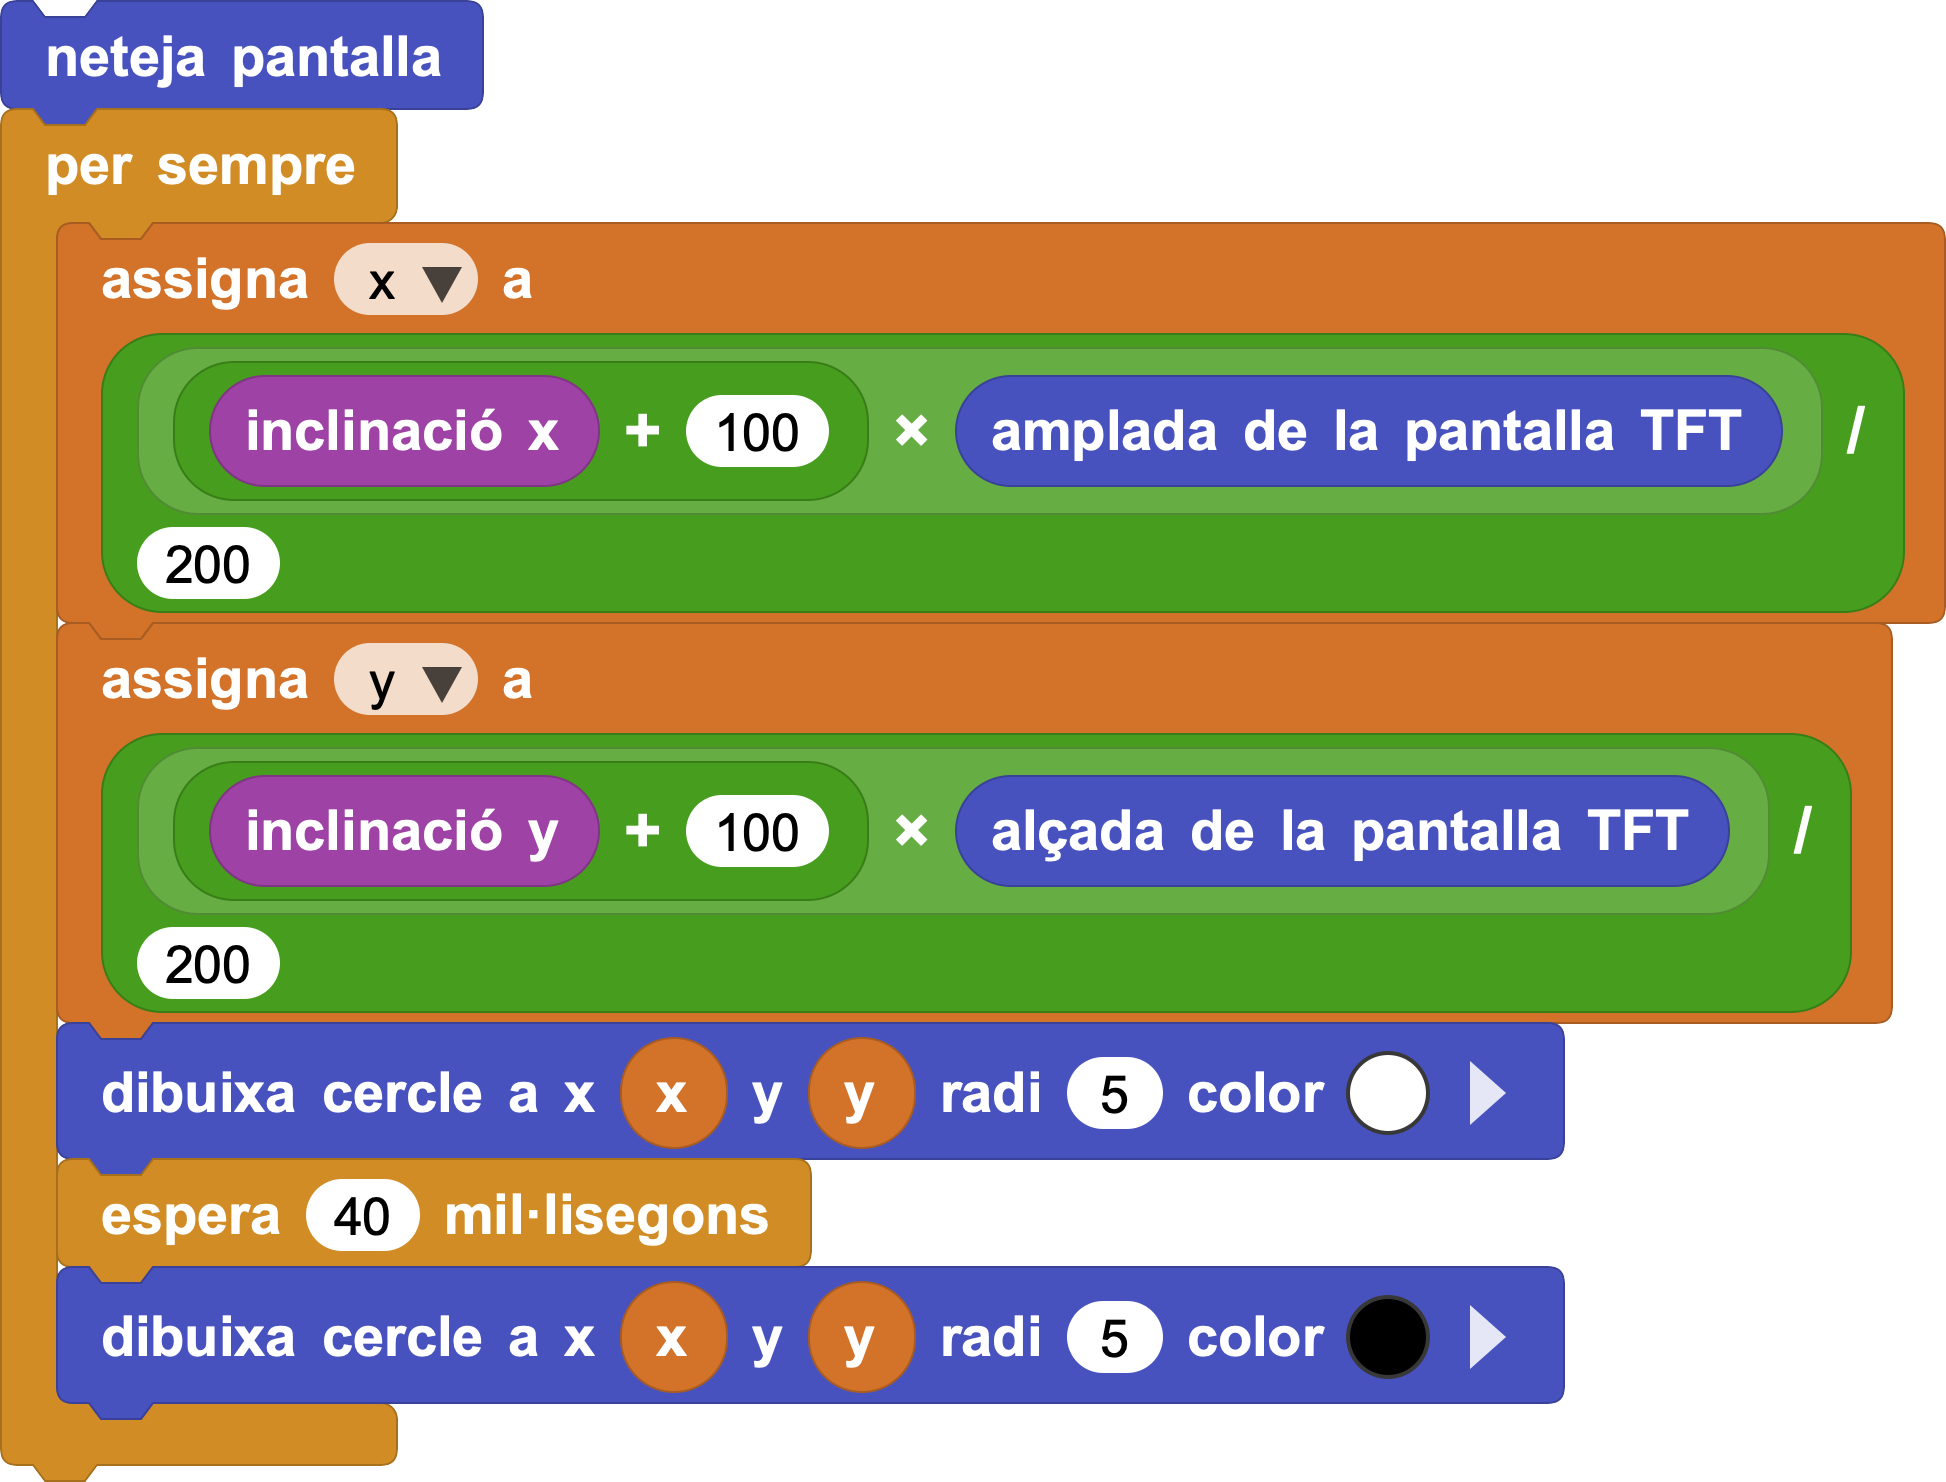 neteja pantalla
per sempre
assigna x a
inclinació x + 100 × amplada de la pantalla TFT /
200
assigna y a
inclinació y + 100 × alçada de la pantalla TFT /
200
dibuixa cercle a x x y y radi 5 color
espera 40 mil·lisegons
dibuixa cercle a x x y y radi 5 color